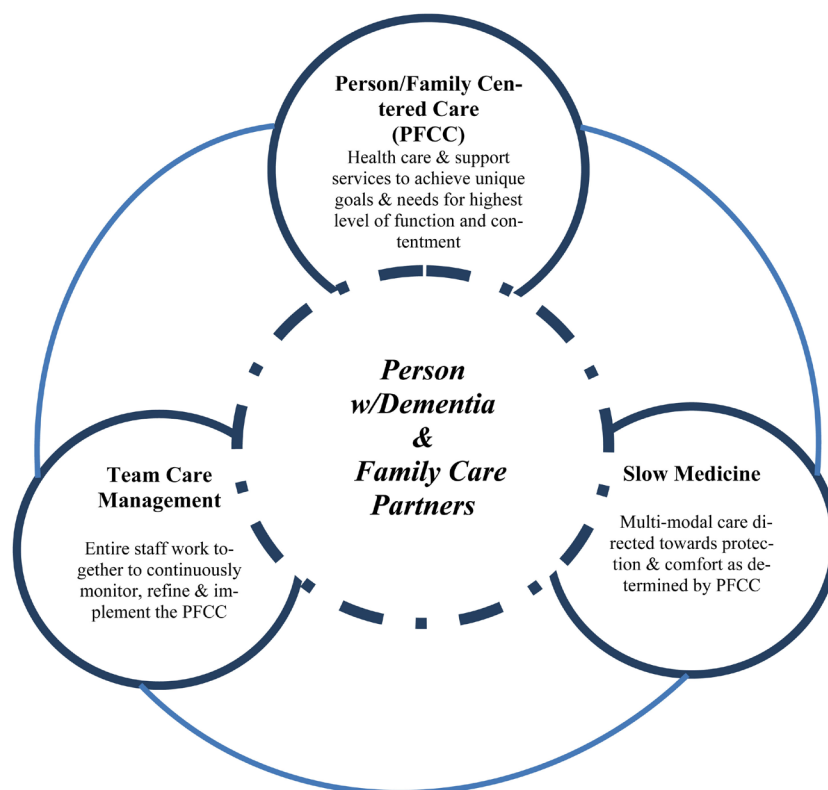 Person/Family Cen-
tered Care
(PFCC)
Health care & support
services to achieve unique
goals & needs for highest
level of function and con-
tentment
Person
w/Dementia
&
Family Care
Partners
Team Care
Management
Entire staff work to-
gether to continuously
monitor, refine & im-
plement the PFCC
Slow Medicine
Multi-modal care di-
rected towards protec-
tion & comfort as de-
termined by PFCC